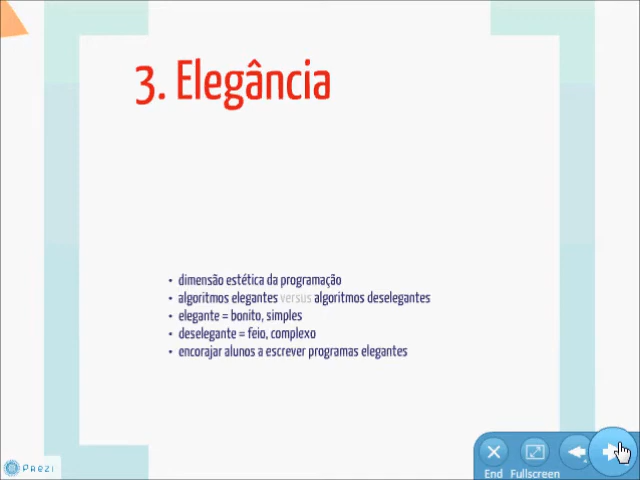 3. Elegância
• dimensão estética da programação
• algoritmos elegantes versus algoritmos deselegantes
• elegante = bonito, simples
• deselegante = feio, complexo
• encorajar alunos a escrever programas elegantes
Prezi
End Fullscreen